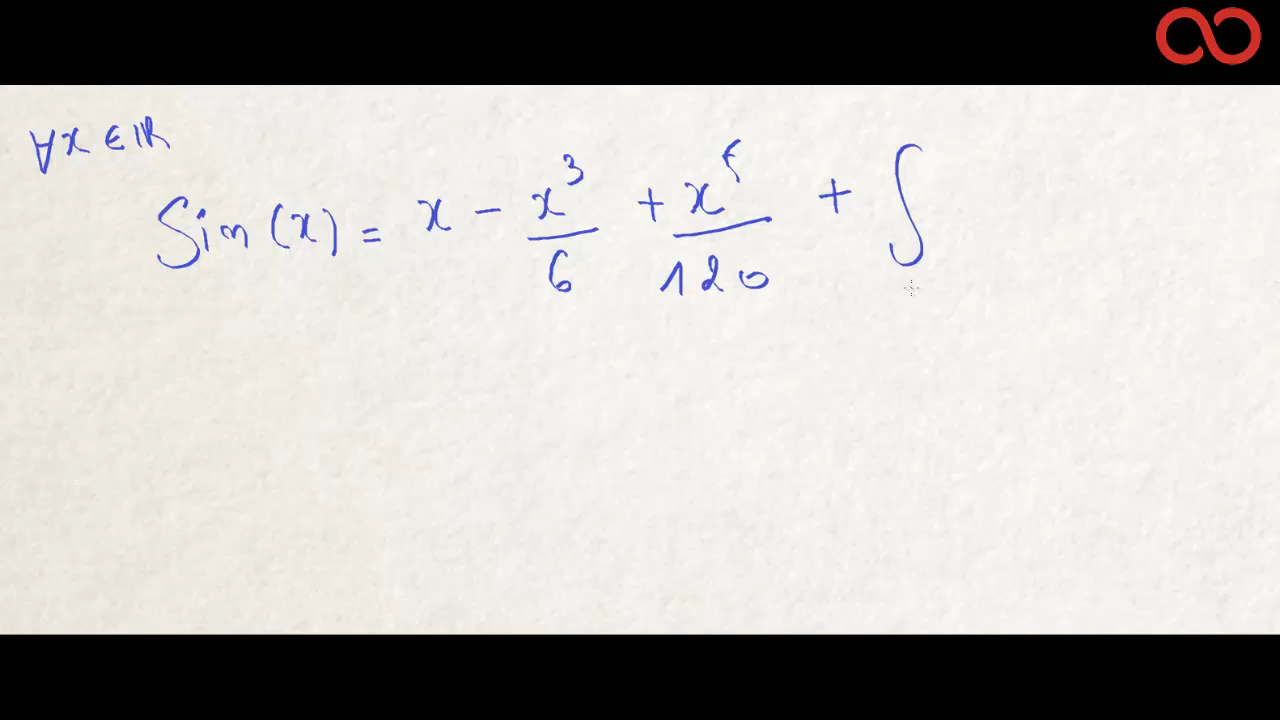 ∀x ∈ ℝ
Sin(x) = x - x³/6 + x⁵/120 + ∫